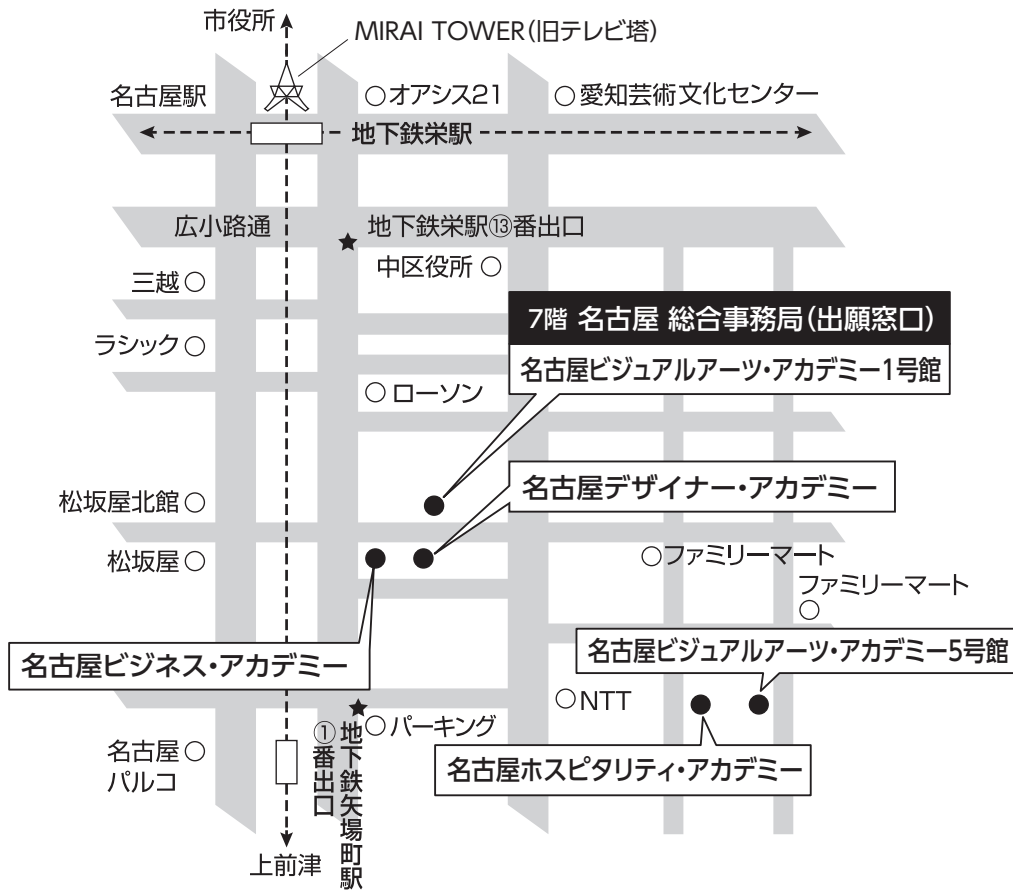 市役所
MIRAI TOWER(旧テレビ塔)
名古屋駅
オアシス21
愛知芸術文化センター
地下鉄栄駅
広小路通
地下鉄栄駅⑬番出口
中区役所
三越
7階 名古屋 総合事務局(出願窓口)
名古屋ビジュアルアーツ・アカデミー1号館
ラシック
ローソン
名古屋デザイナー・アカデミー
松坂屋北館
松坂屋
ファミリーマート
ファミリーマート
名古屋ビジネス・アカデミー
名古屋ビジュアルアーツ・アカデミー5号館
NTT
パーキング
地下鉄矢場町駅
①番出口
名古屋
パルコ
名古屋ホスピタリティ・アカデミー
上前津